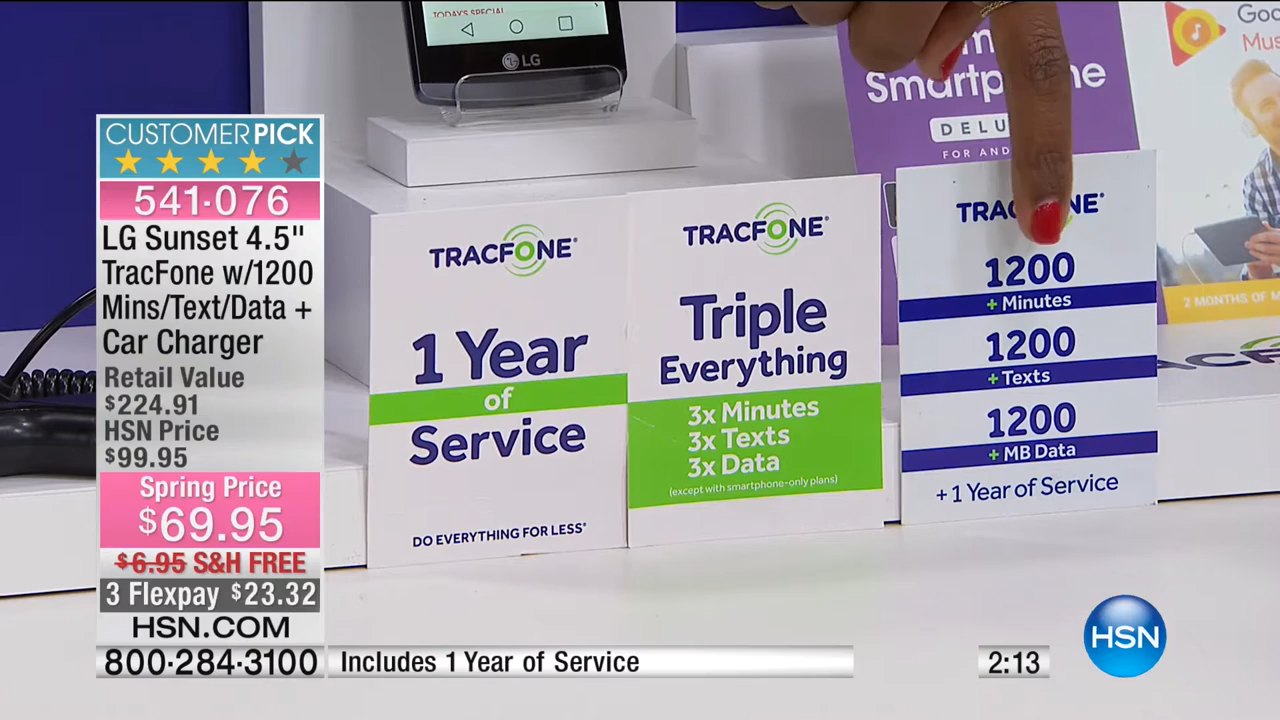 TODAY'S SPECIAL
LG
CUSTOMER PICK
541-076
LG Sunset 4.5"
TracFone w/1200
Mins/Text/Data +
Car Charger
Retail Value
$224.91
HSN Price
$99.95
Spring Price
$69.95
$6.95 S&H FREE
3 Flexpay $23.32
HSN.COM
800-284-3100
Includes 1 Year of Service
2:13
HSN
TRACFONE®
1 Year
of
Service
DO EVERYTHING FOR LESS®
TRACFONE®
Triple
Everything
3x Minutes
3x Texts
3x Data
(except with smartphone-only plans)
1200
+ Minutes
1200
+ Texts
1200
+ MB Data
+ 1 Year of Service
FOR AND
2 MONTHS OF